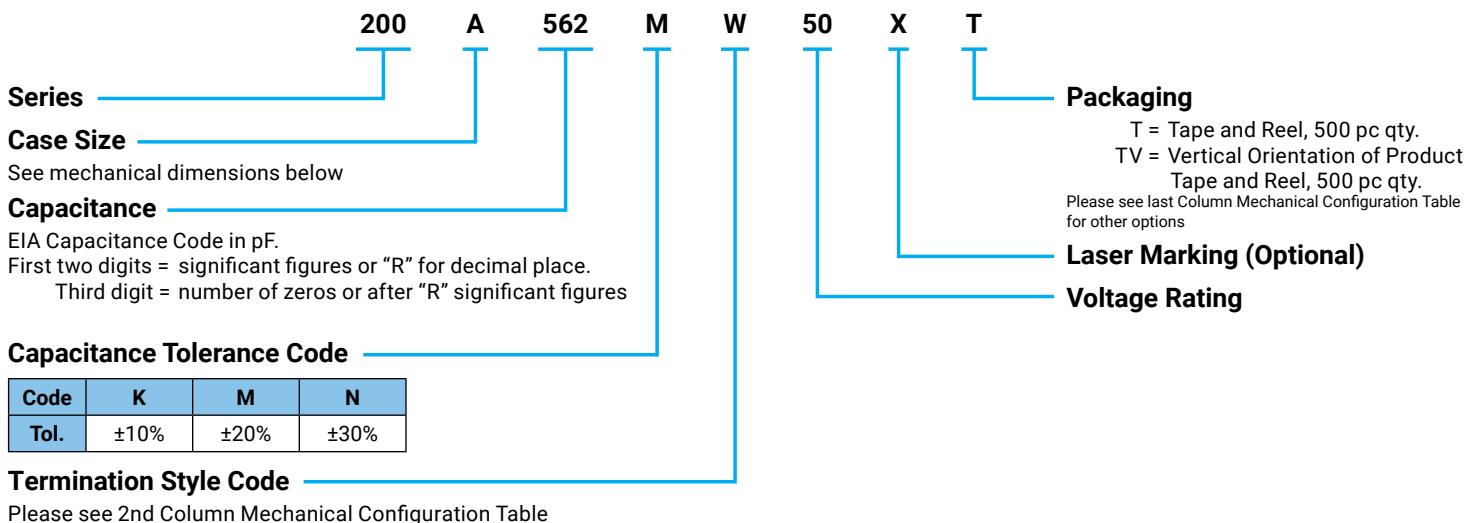 200 A 562 M W 50 X T
Series
Case Size
See mechanical dimensions below
Capacitance
EIA Capacitance Code in pF.
First two digits = significant figures or “R” for decimal place.
Third digit = number of zeros or after “R” significant figures
Capacitance Tolerance Code
Code K M N
Tol. ±10% ±20% ±30%
Termination Style Code
Please see 2nd Column Mechanical Configuration Table
Packaging
T = Tape and Reel, 500 pc qty.
TV = Vertical Orientation of Product
Tape and Reel, 500 pc qty.
Please see last Column Mechanical Configuration Table
for other options
Laser Marking (Optional)
Voltage Rating